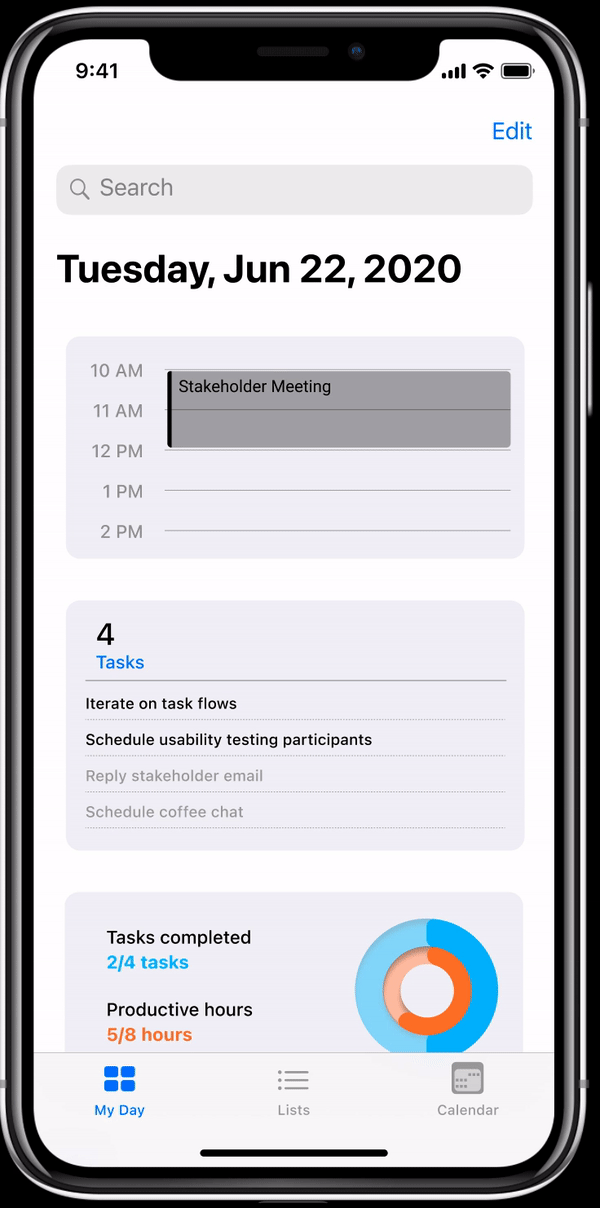 9:41
Edit
Search
Tuesday, Jun 22, 2020
10 AM
Stakeholder Meeting
11 AM
12 PM
1 PM
2 PM
4
Tasks
Iterate on task flows
Schedule usability testing participants
Reply stakeholder email
Schedule coffee chat
Tasks completed
2/4 tasks
Productive hours
5/8 hours
My Day
Lists
Calendar